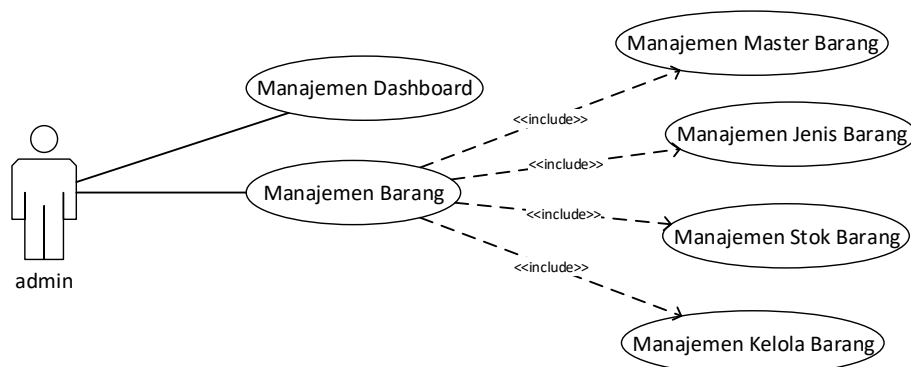 Manajemen Master Barang
Manajemen Dashboard
<<include>>
Manajemen Jenis Barang
<<include>>
Manajemen Barang
<<include>>
Manajemen Stok Barang
<<include>>
admin
Manajemen Kelola Barang